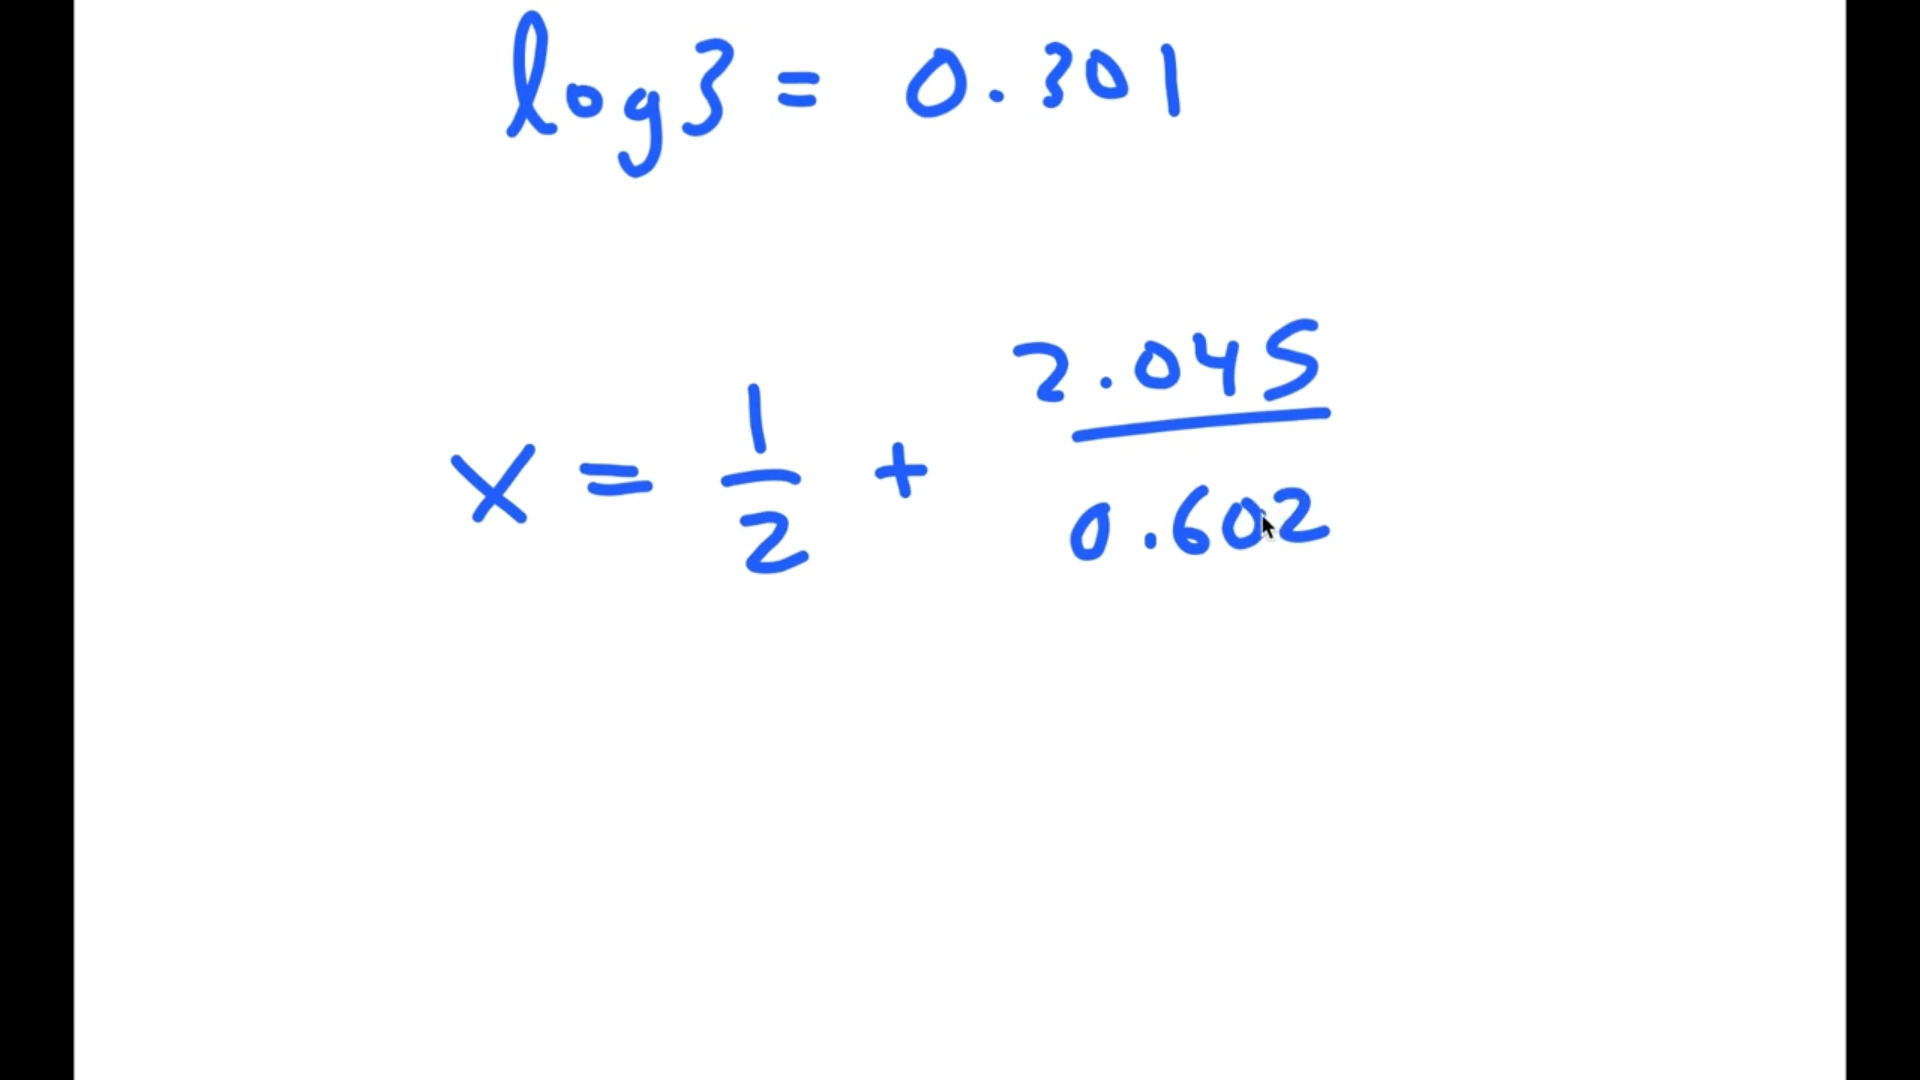 log3 = 0.301
x = 1/2 + 2.045/0.602